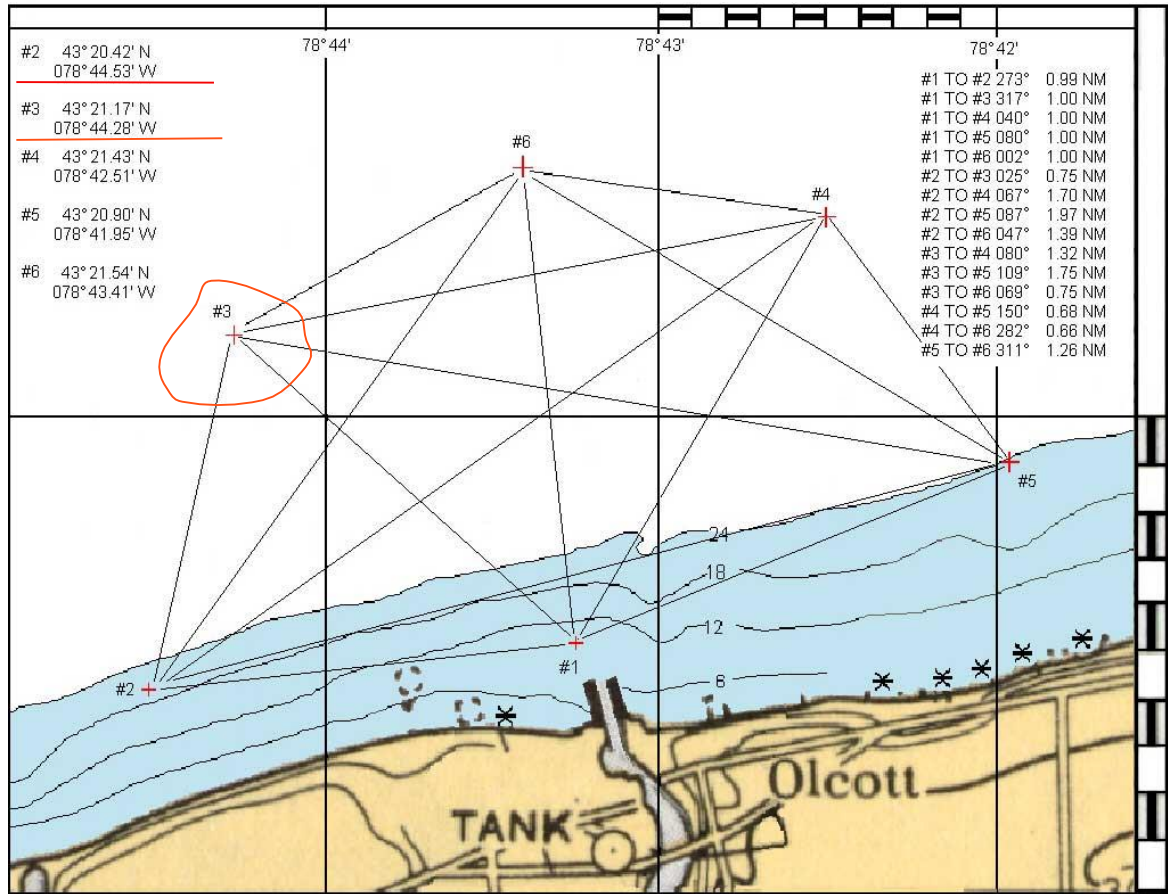 78°44'
78°43'
78°42'
#2 43°20.42' N
078°44.53' W
#3 43°21.17' N
078°44.28' W
#4 43°21.43' N
078°42.51' W
#5 43°20.90' N
078°41.95' W
#6 43°21.54' N
078°43.41' W
#1 TO #2 273° 0.99 NM
#1 TO #3 317° 1.00 NM
#1 TO #4 040° 1.00 NM
#1 TO #5 080° 1.00 NM
#1 TO #6 002° 1.00 NM
#2 TO #3 025° 0.75 NM
#2 TO #4 067° 1.70 NM
#2 TO #5 087° 1.97 NM
#2 TO #6 047° 1.39 NM
#3 TO #4 080° 1.32 NM
#3 TO #5 109° 1.75 NM
#3 TO #6 069° 0.75 NM
#4 TO #5 150° 0.68 NM
#4 TO #6 282° 0.66 NM
#5 TO #6 311° 1.26 NM
#6
#4
#3
#5
24
18
12
#1
6
#2
Olcott
TANK